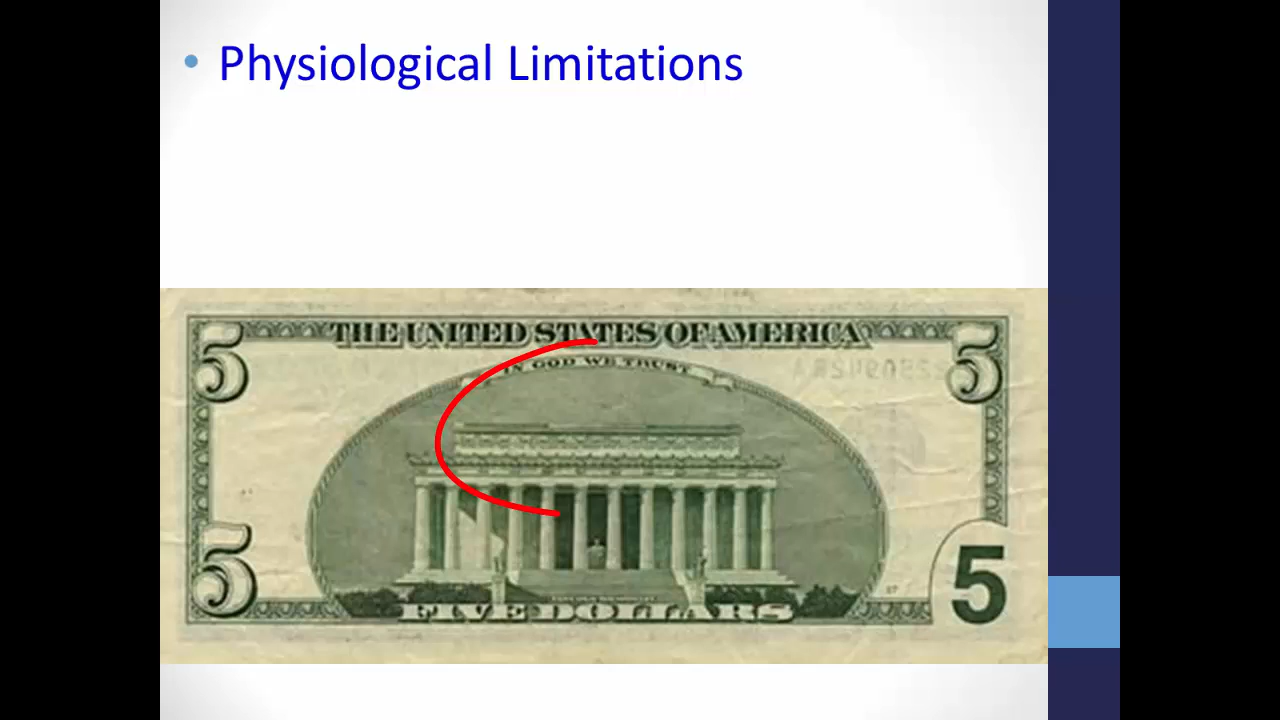 • Physiological Limitations
5 THE UNITED STATES OF AMERICA 5
IN GOD WE TRUST
5 FIVE DOLLARS 5